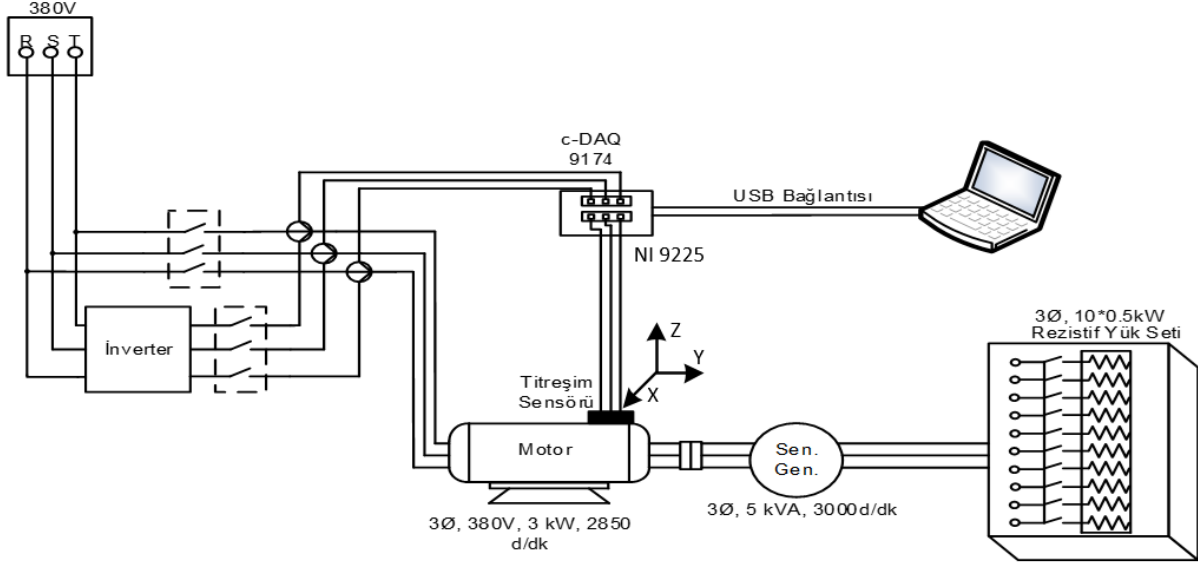 380V
R S T
c-DAQ
9174
USB Bağlantısı
NI 9225
İnverter
Z
Y
X
Titreşim
Sensörü
Motor
3Ø, 380V, 3 kW, 2850
d/dk
Sen.
Gen.
3Ø, 5 kVA, 3000d/dk
3Ø, 10*0.5kW
Rezistif Yük Seti